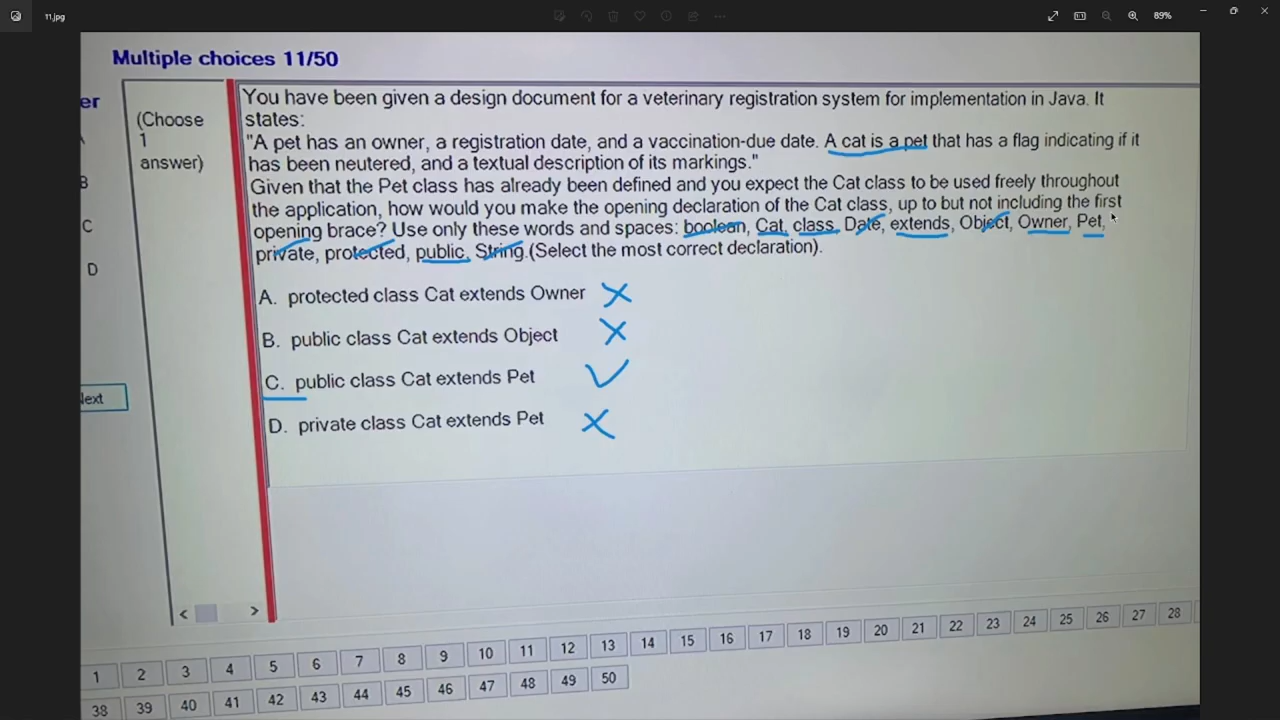 11.jpg
89%
Multiple choices 11/50
er
(Choose
1
answer)
B
C
D
Next
You have been given a design document for a veterinary registration system for implementation in Java. It
states:
"A pet has an owner, a registration date, and a vaccination-due date. A cat is a pet that has a flag indicating if it
has been neutered, and a textual description of its markings."
Given that the Pet class has already been defined and you expect the Cat class to be used freely throughout
the application, how would you make the opening declaration of the Cat class, up to but not including the first
opening brace? Use only these words and spaces: boolean, Cat, class, Date, extends, Object, Owner, Pet,
private, protected, public, String.(Select the most correct declaration).
A. protected class Cat extends Owner
B. public class Cat extends Object
C. public class Cat extends Pet
D. private class Cat extends Pet
< >
1 2 3 4 5 6 7 8 9 10 11 12 13 14 15 16 17 18 19 20 21 22 23 24 25 26 27 28
38 39 40 41 42 43 44 45 46 47 48 49 50